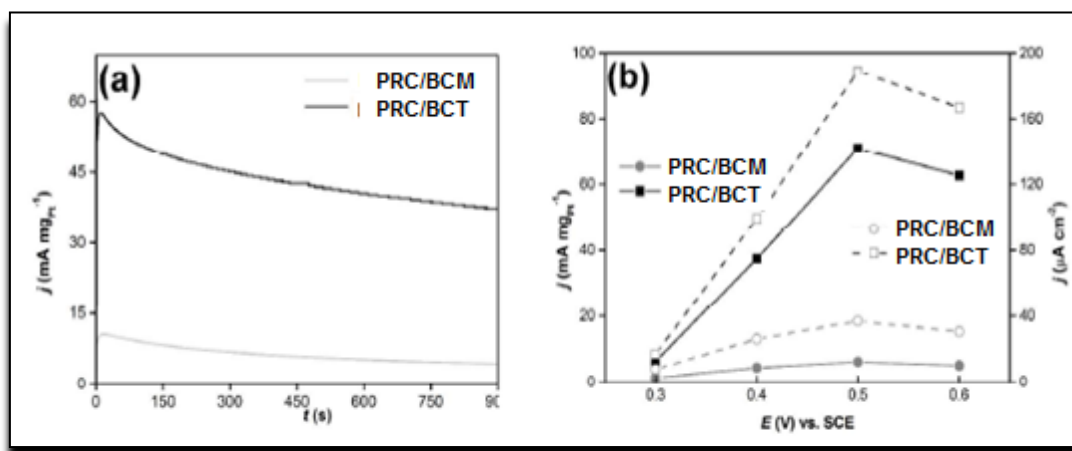 (a)
PRC/BCM
PRC/BCT
60
45
30
15
0
j (mA mgPt⁻¹)
0 150 300 450 600 750 90
t (s)
(b)
100
80
60
40
20
0
j (mA mgPt⁻¹)
PRC/BCM
PRC/BCT
PRC/BCM
PRC/BCT
200
160
120
80
40
0
j (μA cm⁻²)
0.3 0.4 0.5 0.6
E (V) vs. SCE